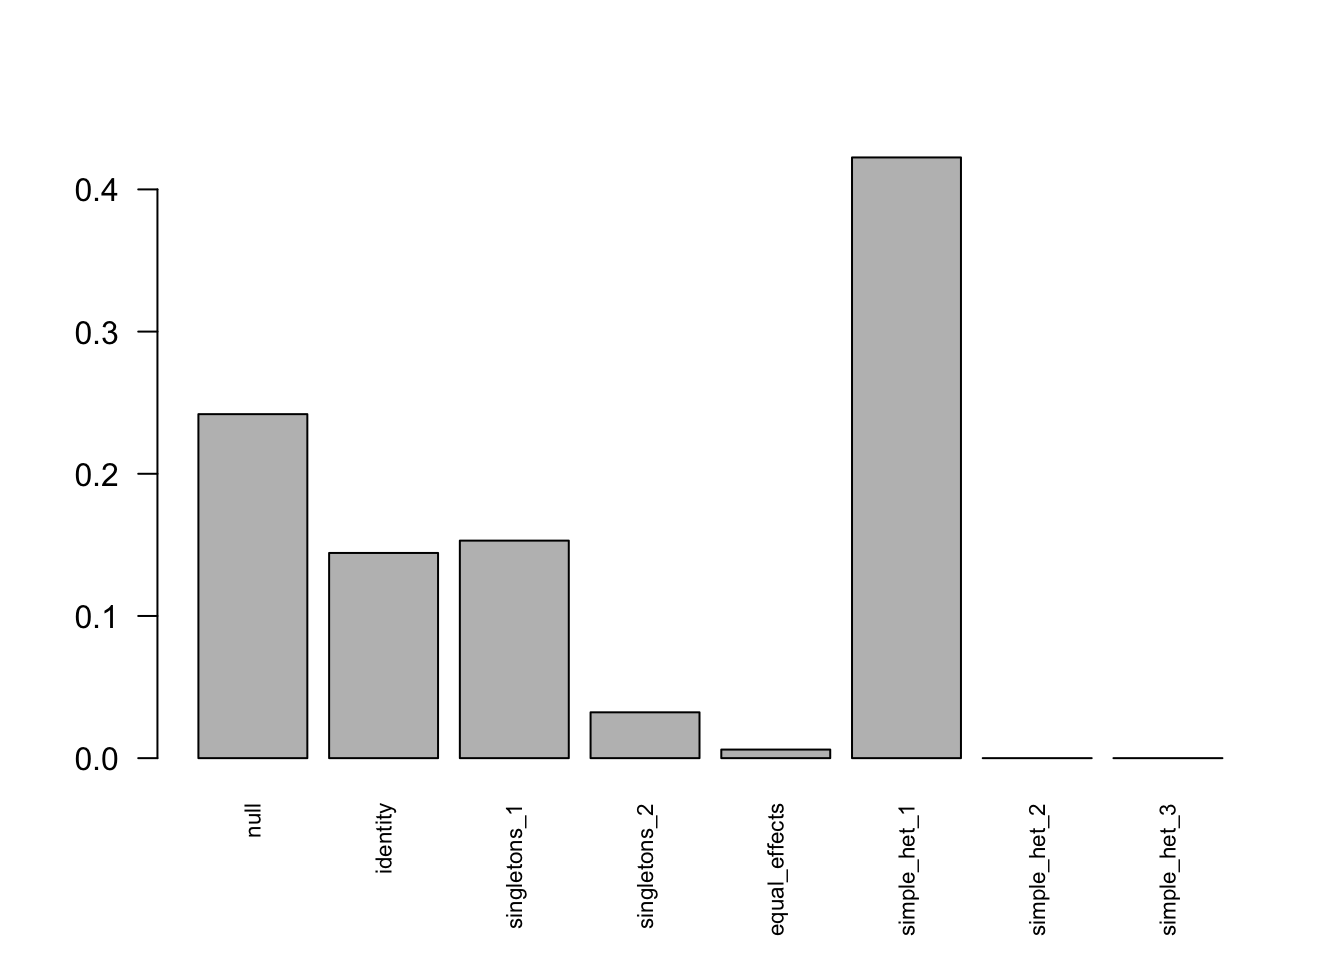 0.4
0.3
0.2
0.1
0.0
null
identity
singletons_1
singletons_2
equal_effects
simple_het_1
simple_het_2
simple_het_3